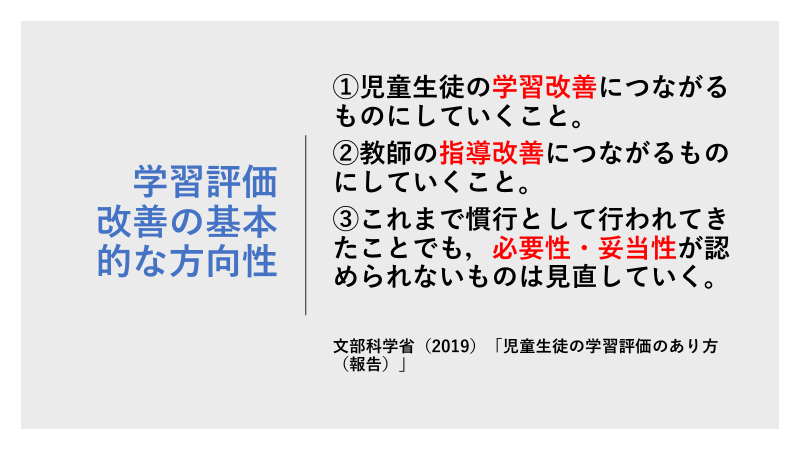 学習評価
改善の基本
的な方向性
①児童生徒の学習改善につながる
ものにしていくこと。
②教師の指導改善につながるもの
にしていくこと。
③これまで慣行として行われてき
たことでも，必要性・妥当性が認
められないものは見直していく。
文部科学省（2019）「児童生徒の学習評価のあり方
（報告）」